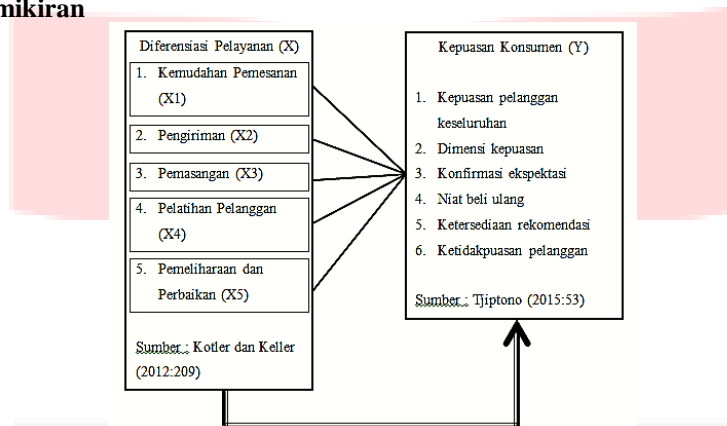 mikiran
Diferensiasi Pelayanan (X)
1. Kemudahan Pemesanan
(X1)
2. Pengiriman (X2)
3. Pemasangan (X3)
4. Pelatihan Pelanggan
(X4)
5. Pemeliharaan dan
Perbaikan (X5)
Sumber : Kotler dan Keller
(2012:209)
Kepuasan Konsumen (Y)
1. Kepuasan pelanggan
keseluruhan
2. Dimensi kepuasan
3. Konfirmasi ekspektasi
4. Niat beli ulang
5. Ketersediaan rekomendasi
6. Ketidakpuasan pelanggan
Sumber : Tjiptono (2015:53)